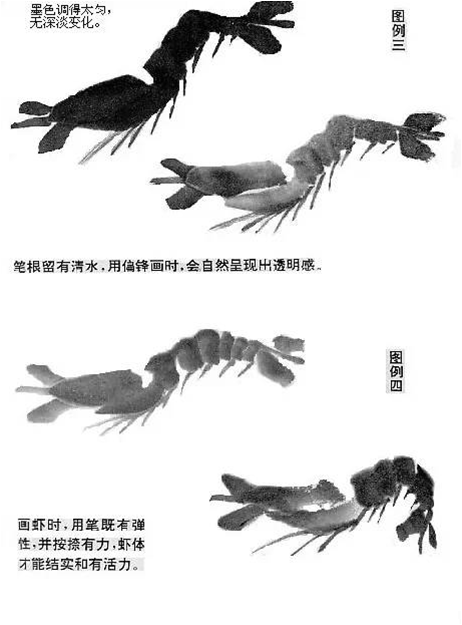 墨色调得太匀,
无深淡变化。
图例三
笔根留有清水,用偏锋画时,会自然呈现出透明感。
图例四
画虾时,用笔既有弹
性,并按捺有力,虾体
才能结实和有活力。